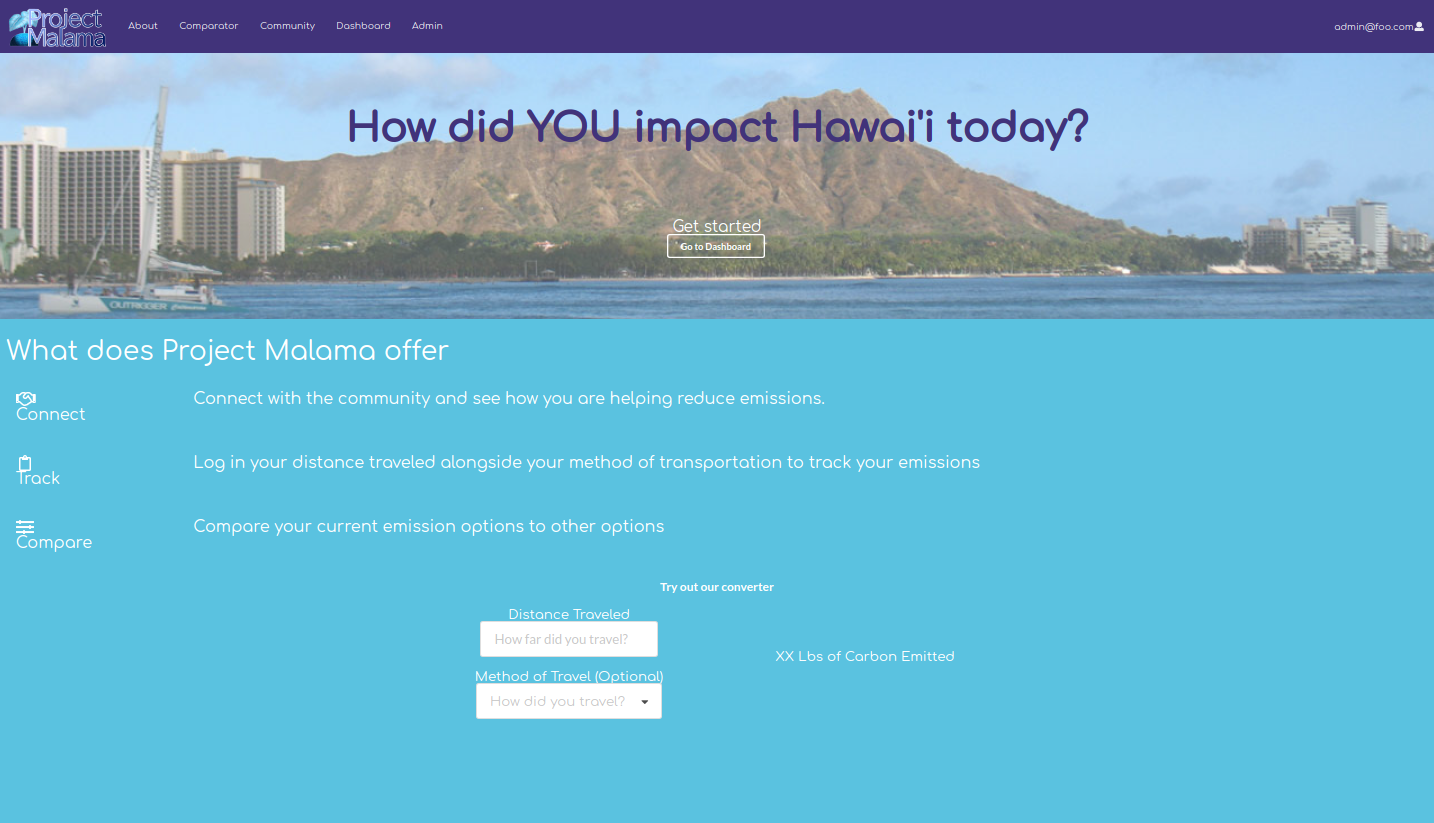 Project
Malama
About
Comparator
Community
Dashboard
Admin
admin@foo.com
How did YOU impact Hawai'i today?
Get started
Go to Dashboard
OUTRIGGER
What does Project Malama offer
Connect
Connect with the community and see how you are helping reduce emissions.
Track
Log in your distance traveled alongside your method of transportation to track your emissions
Compare
Compare your current emission options to other options
Try out our converter
Distance Traveled
How far did you travel?
XX Lbs of Carbon Emitted
Method of Travel (Optional)
How did you travel?